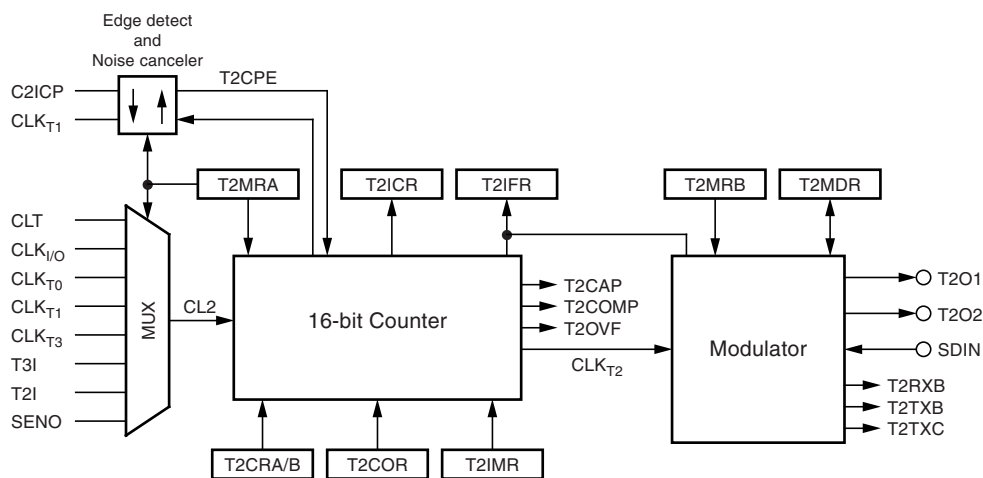 Edge detect
and
Noise canceler
C2ICP
T2CPE
CLKT1
T2MRA
T2ICR
T2IFR
T2MRB
T2MDR
CLT
CLKI/O
CLKT0
CLKT1
CLKT3
T3I
T2I
SENO
MUX
CL2
16-bit Counter
T2CAP
T2COMP
T2OVF
CLKT2
Modulator
T2O1
T2O2
SDIN
T2RXB
T2TXB
T2TXC
T2CRA/B
T2COR
T2IMR